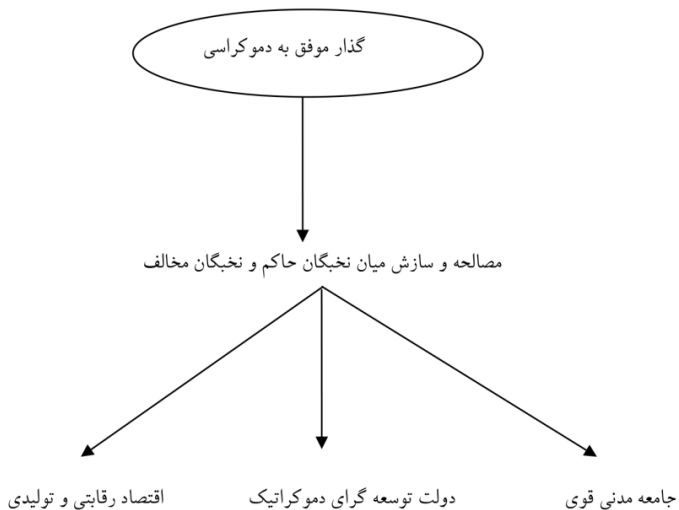 گذار موفق به دموکراسی
مصالحه و سازش میان نخبگان حاکم و نخبگان مخالف
جامعه مدنی قوی
دولت توسعه گرای دموکراتیک
اقتصاد رقابتی و تولیدی